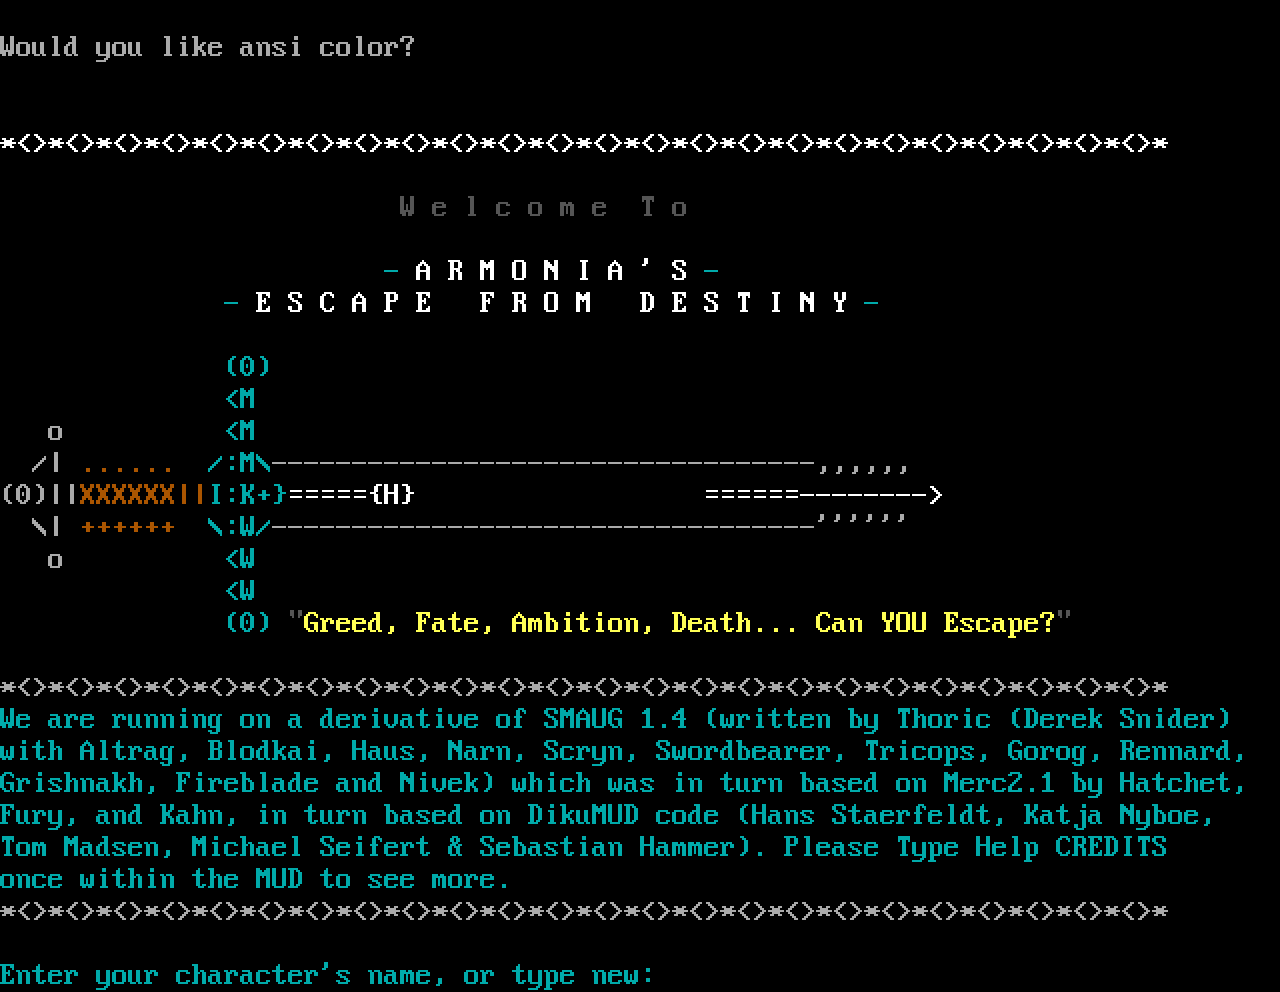 Would you like ansi color?
*<>*<>*<>*<>*<>*<>*<>*<>*<>*<>*<>*<>*<>*<>*<>*<>*<>*<>*<>*<>*<>*<>*<>*<>*
W e l c o m e  T o
- A R M O N I A ' S -
- E S C A P E   F R O M   D E S T I N Y -
(0)
<M
o <M
/| ...... /:M\----------------------------------,,,,,,
(0)||XXXXXX||I:K+}====={H} ======-------->
\| ++++++ \:W/----------------------------------'''''' 
o <W
<W
(0) "Greed, Fate, Ambition, Death... Can YOU Escape?"
*<>*<>*<>*<>*<>*<>*<>*<>*<>*<>*<>*<>*<>*<>*<>*<>*<>*<>*<>*<>*<>*<>*<>*<>*
We are running on a derivative of SMAUG 1.4 (written by Thoric (Derek Snider)
with Altrag, Blodkai, Haus, Narn, Scryn, Swordbearer, Tricops, Gorog, Rennard,
Grishnakh, Fireblade and Nivek) which was in turn based on Merc2.1 by Hatchet,
Fury, and Kahn, in turn based on DikuMUD code (Hans Staerfeldt, Katja Nyboe,
Tom Madsen, Michael Seifert & Sebastian Hammer). Please Type Help CREDITS
once within the MUD to see more.
*<>*<>*<>*<>*<>*<>*<>*<>*<>*<>*<>*<>*<>*<>*<>*<>*<>*<>*<>*<>*<>*<>*<>*<>*
Enter your character's name, or type new: